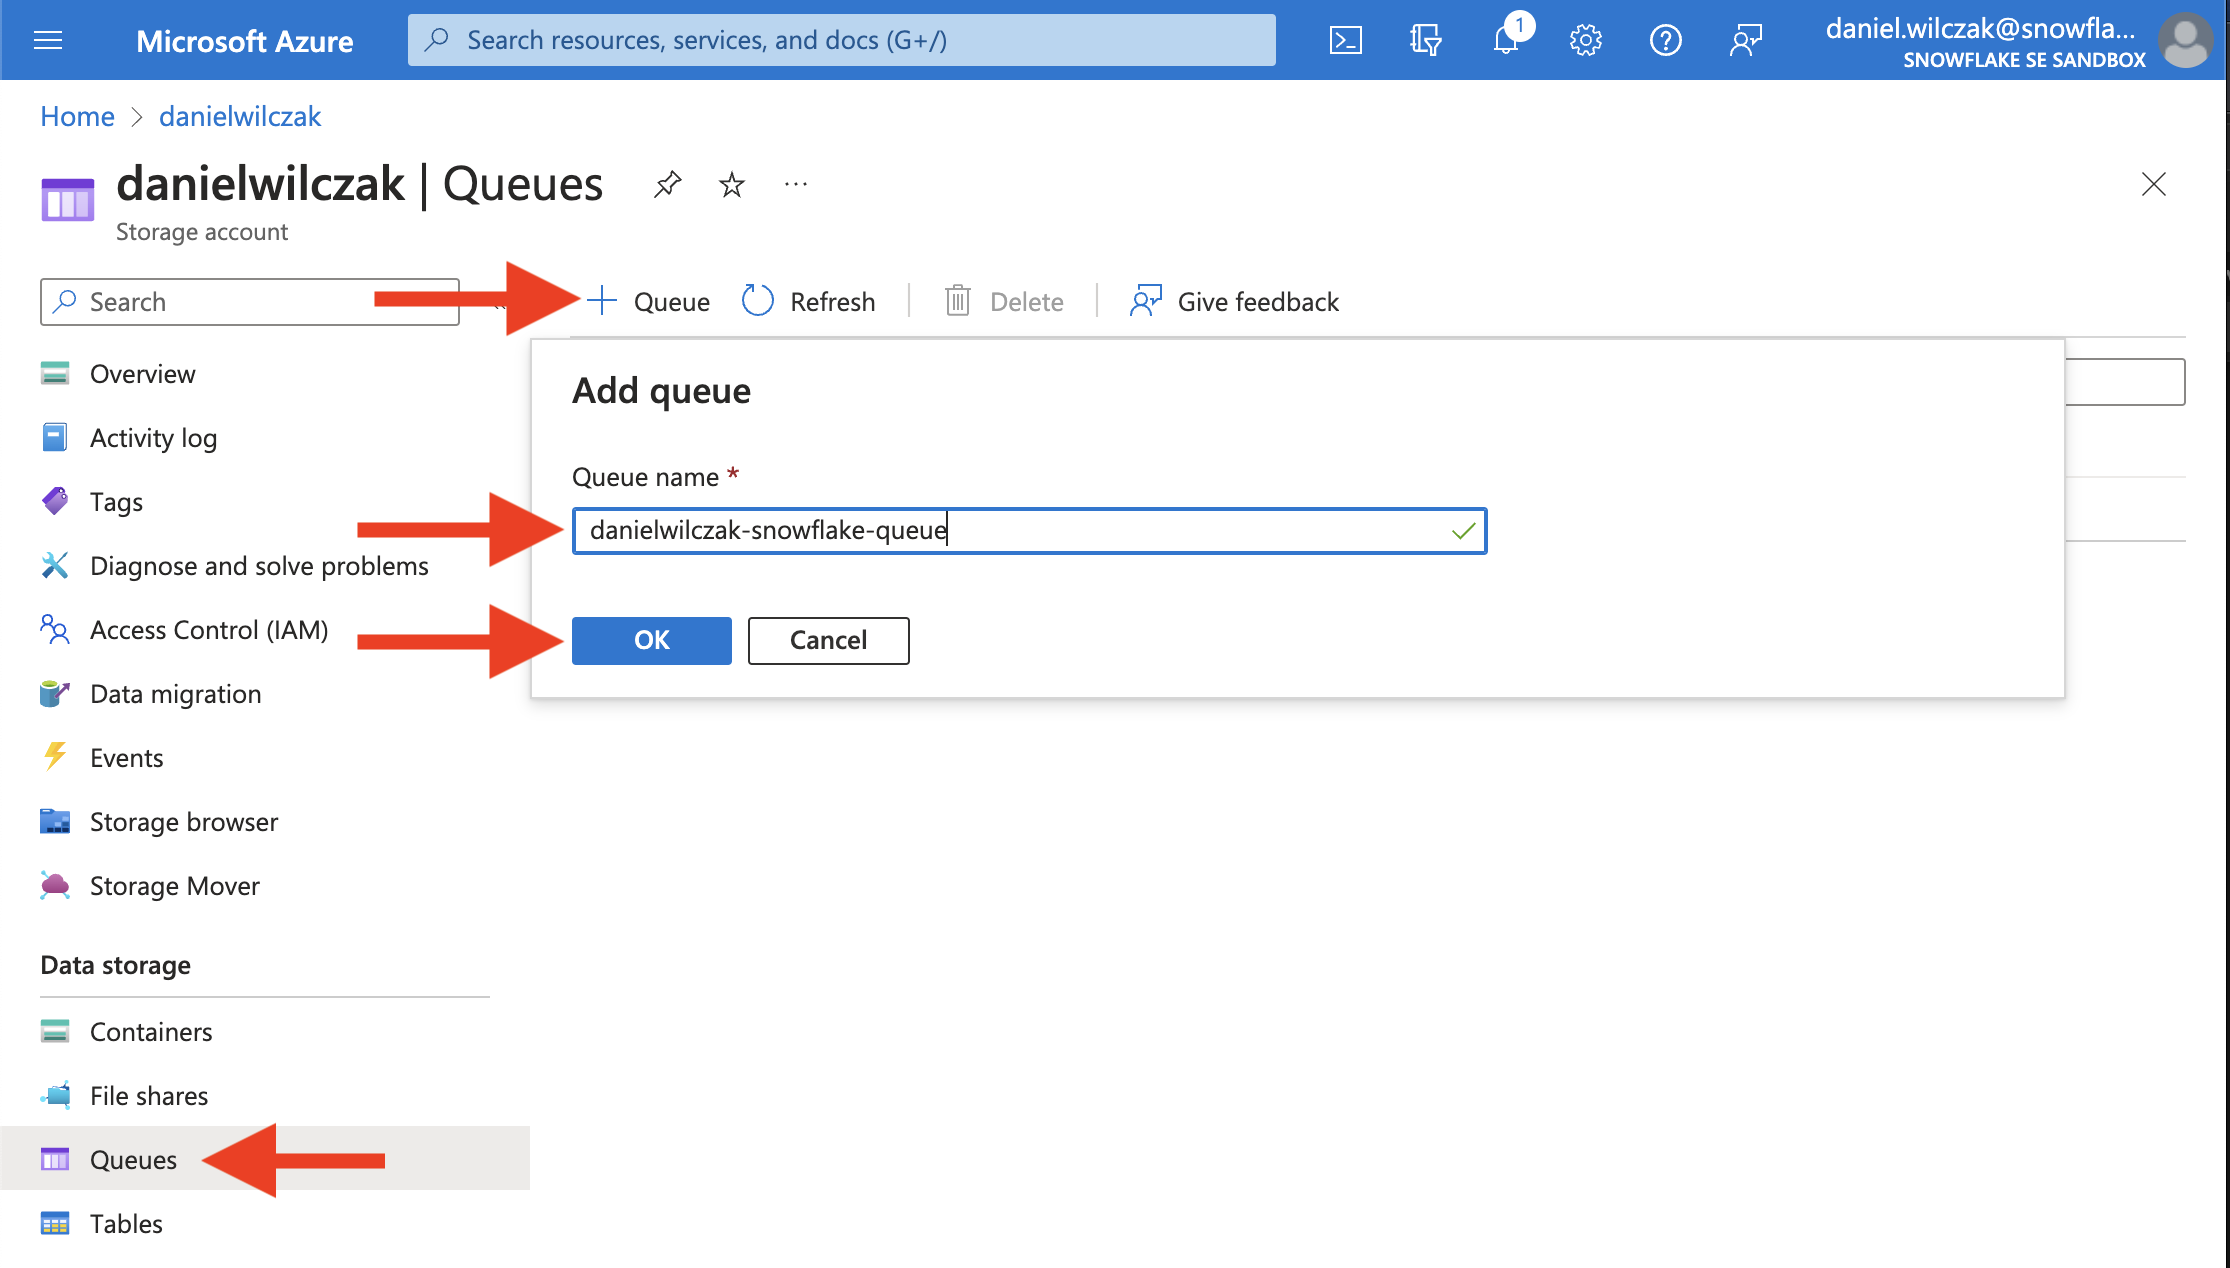 Microsoft Azure
Search resources, services, and docs (G+/)
1
daniel.wilczak@snowfla...
SNOWFLAKE SE SANDBOX
Home > danielwilczak
danielwilczak | Queues
...
Storage account
Search
«
Queue
Refresh
Delete
Give feedback
Add queue
Queue name *
danielwilczak-snowflake-queue
OK
Cancel
Overview
Activity log
Tags
Diagnose and solve problems
Access Control (IAM)
Data migration
Events
Storage browser
Storage Mover
Data storage
Containers
File shares
Queues
Tables